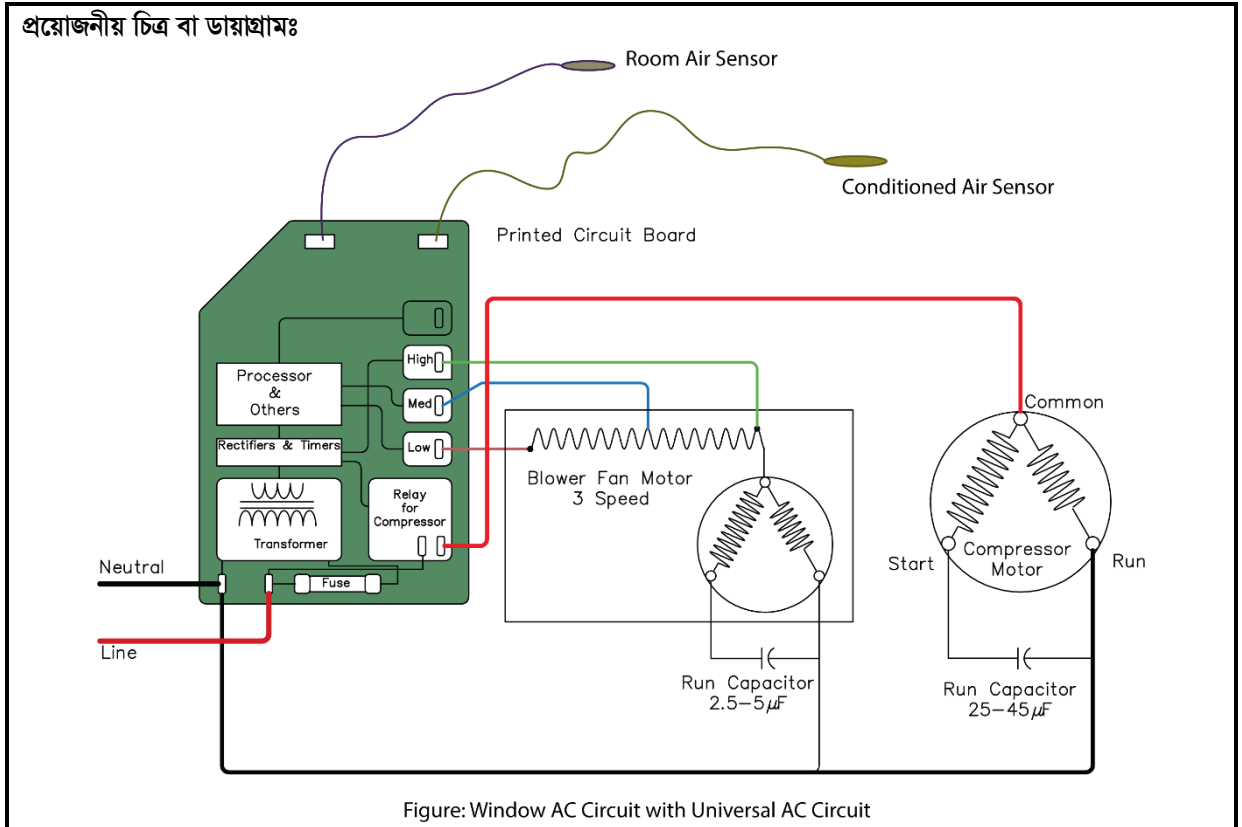 প্রয়োজনীয় চিত্র বা ডায়াগ্রামঃ
Room Air Sensor
Conditioned Air Sensor
Printed Circuit Board
High
Processor
&
Others
Med
Common
Rectifiers & Timers
Low
Blower Fan Motor
3 Speed
Relay
for
Compressor
Transformer
Neutral
Start
Compressor
Motor
Run
Fuse
Line
Run Capacitor
2.5–5μF
Run Capacitor
25–45μF
Figure: Window AC Circuit with Universal AC Circuit